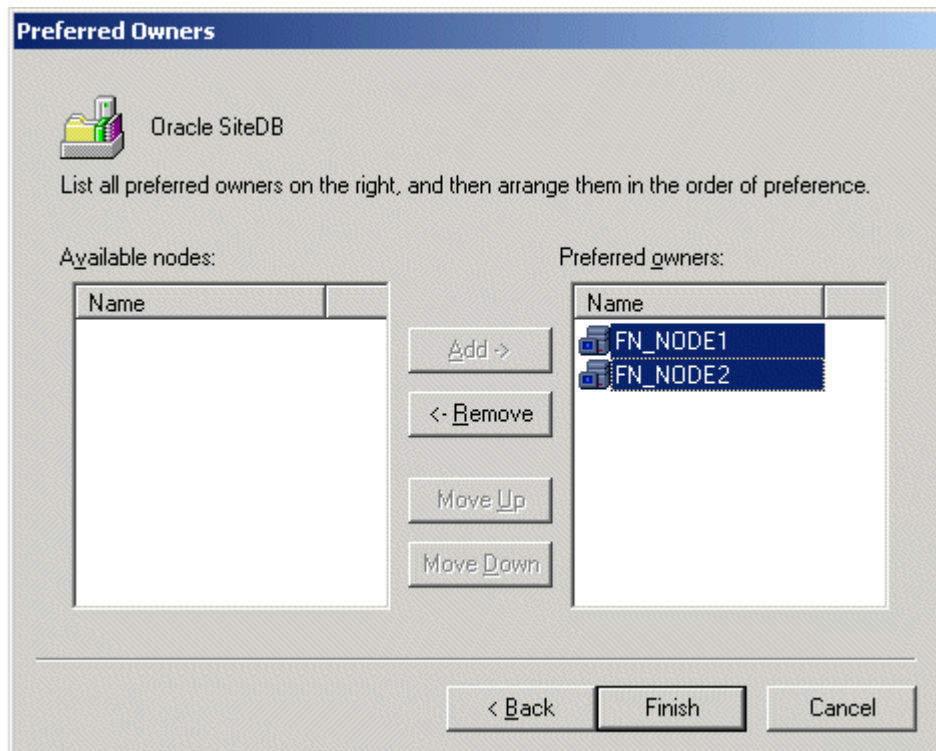 Preferred Owners
Oracle SiteDB
List all preferred owners on the right, and then arrange them in the order of preference.
Available nodes:
Name
Add ->
<- Remove
Move Up
Move Down
Preferred owners:
Name
FN_NODE1
FN_NODE2
< Back
Finish
Cancel